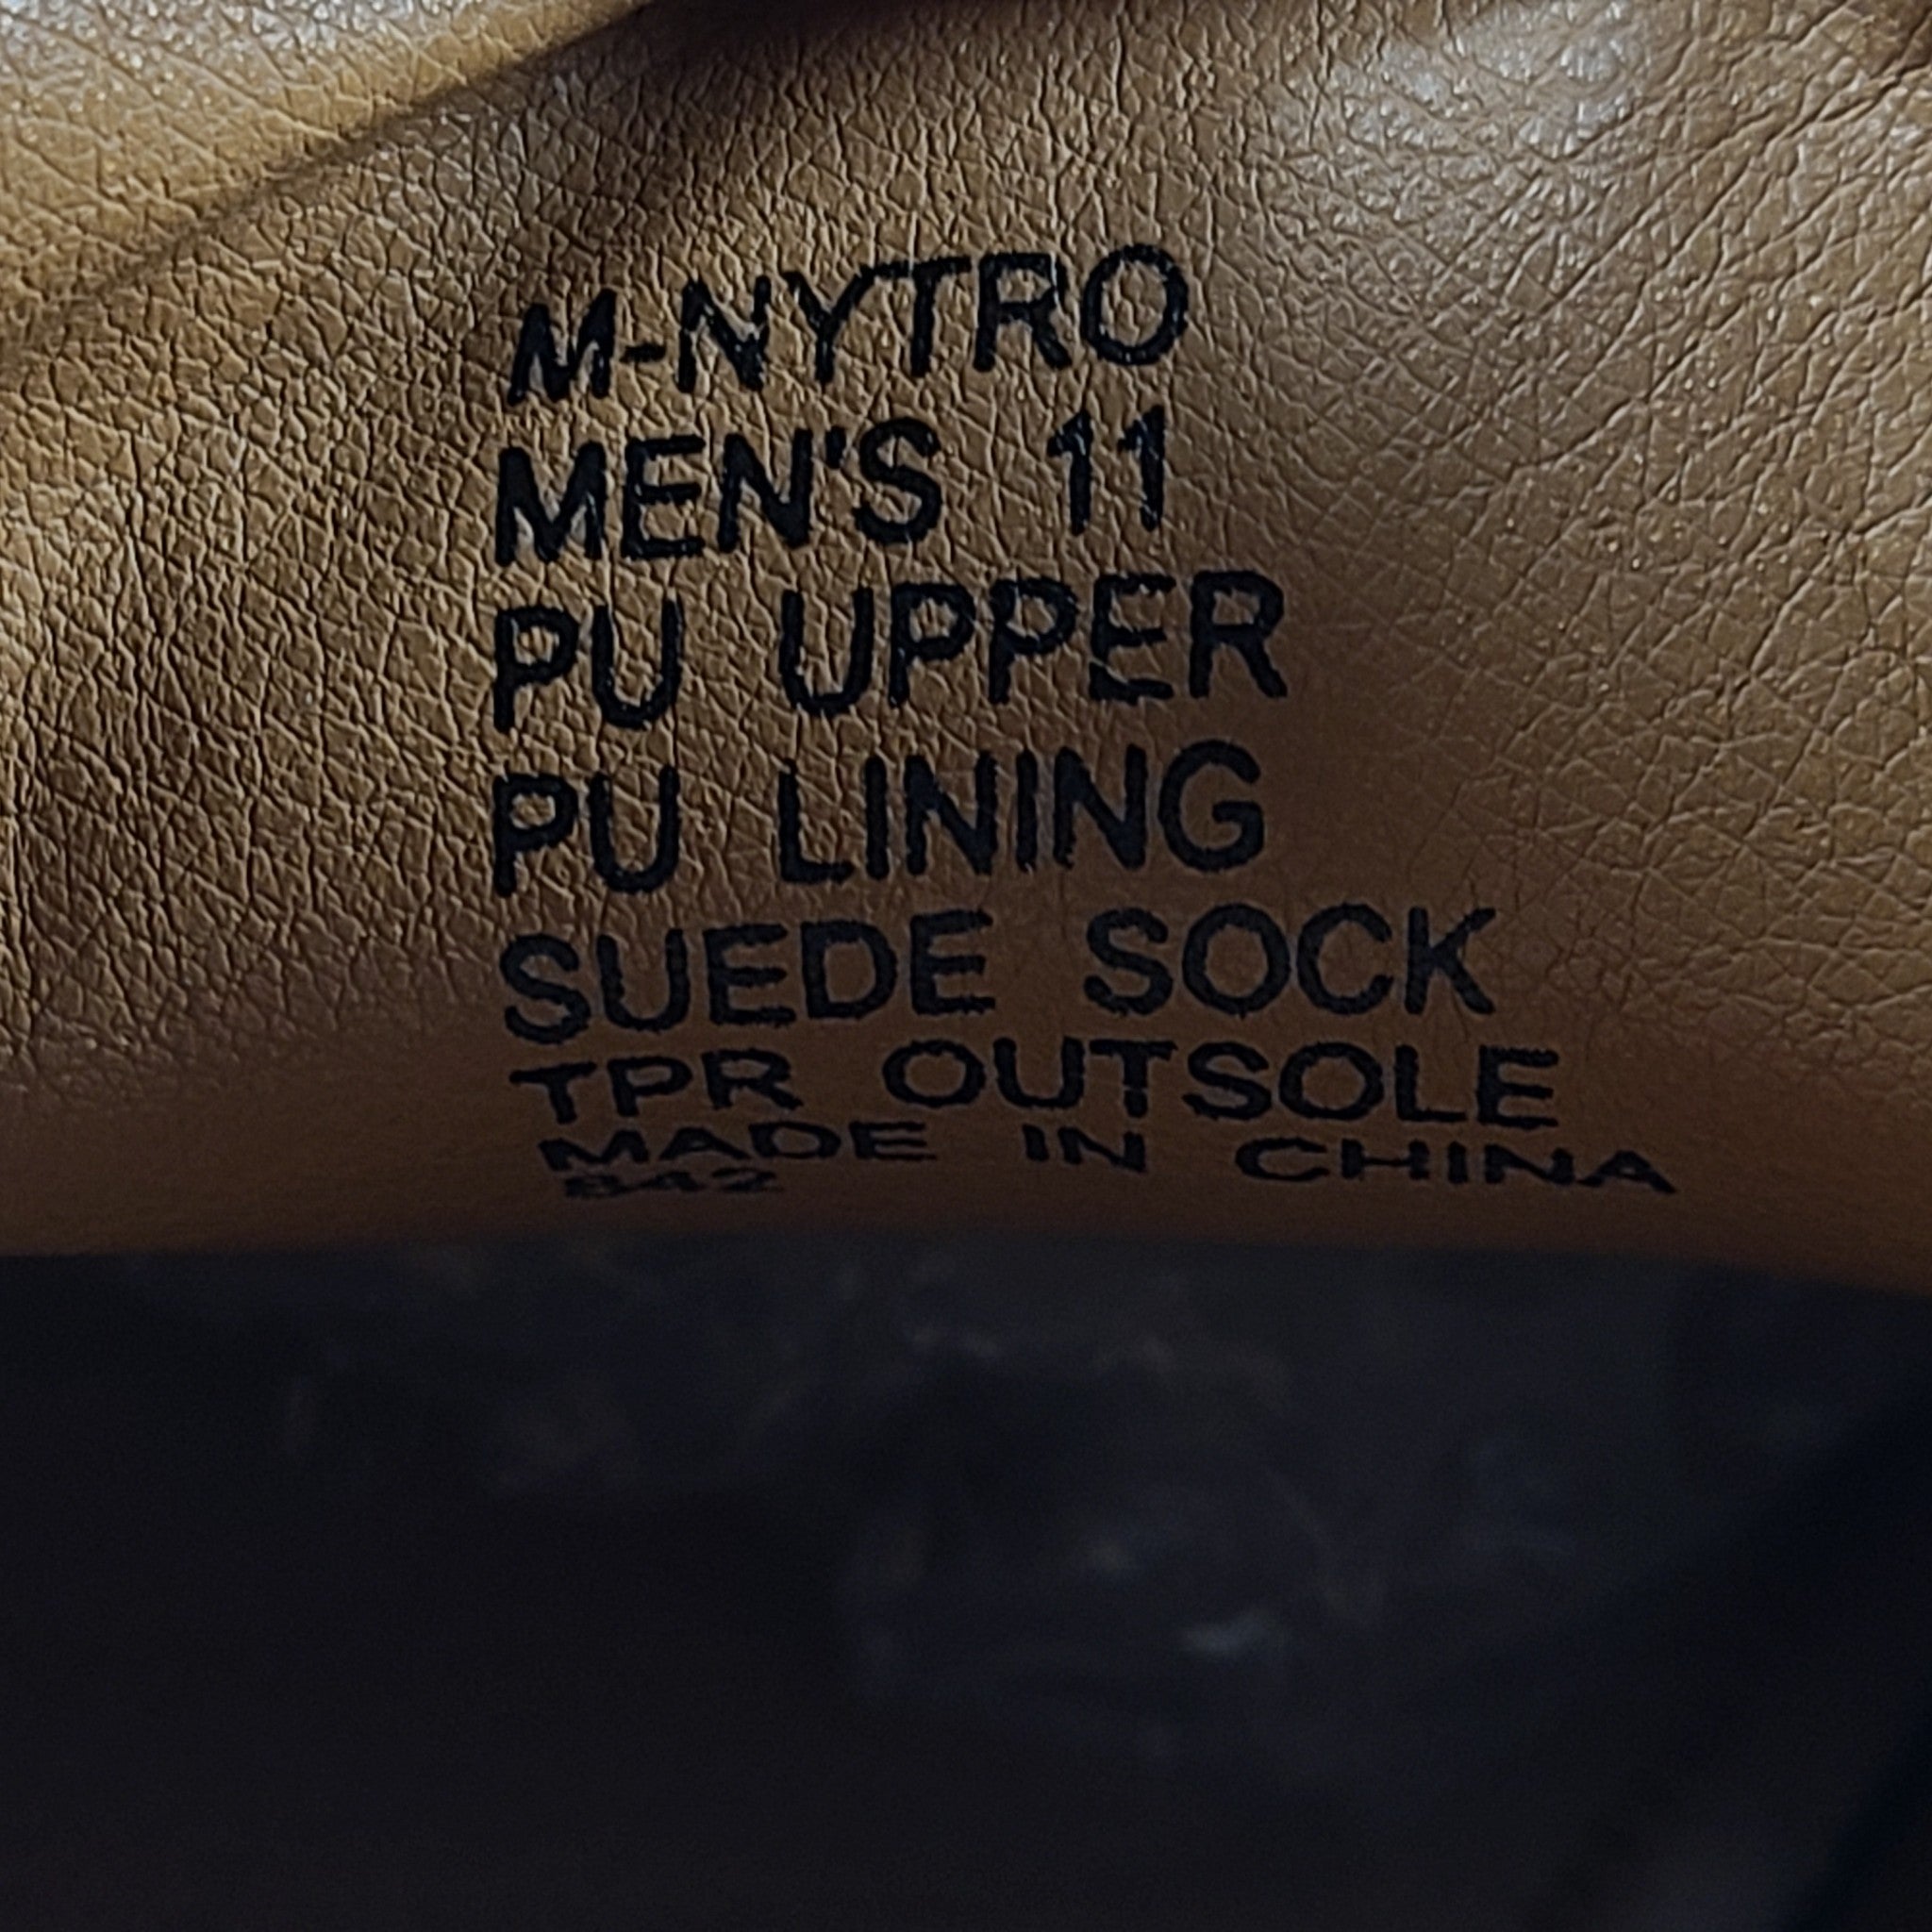 M-NYTRO
MEN'S 11
PU UPPER
PU LINING
SUEDE SOCK
TPR OUTSOLE
MADE IN CHINA